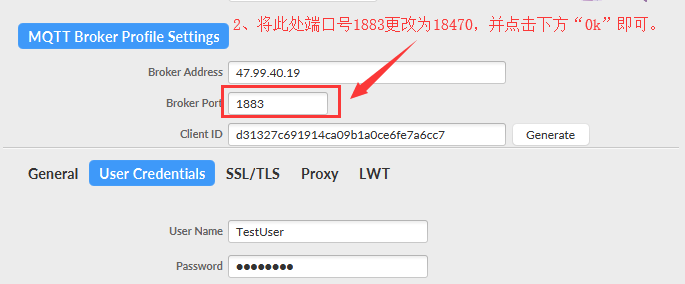 2、将此处端口号1883更改为18470，并点击下方“Ok”即可。
MQTT Broker Profile Settings
Broker Address 47.99.40.19
Broker Port 1883
Client ID d31327c691914ca09b1a0ce6fe7a6cc7 Generate
General User Credentials SSL/TLS Proxy LWT
User Name TestUser
Password ●●●●●●●●